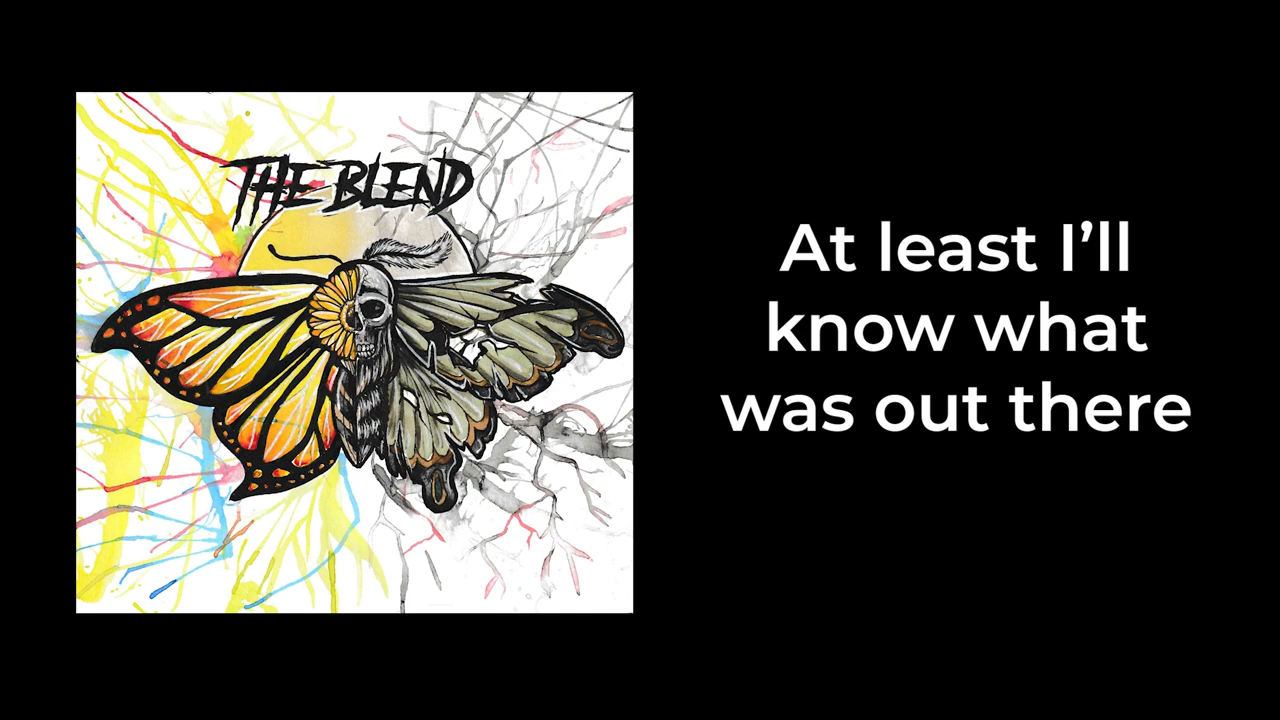 THE BLEND
At least I’ll
know what
was out there